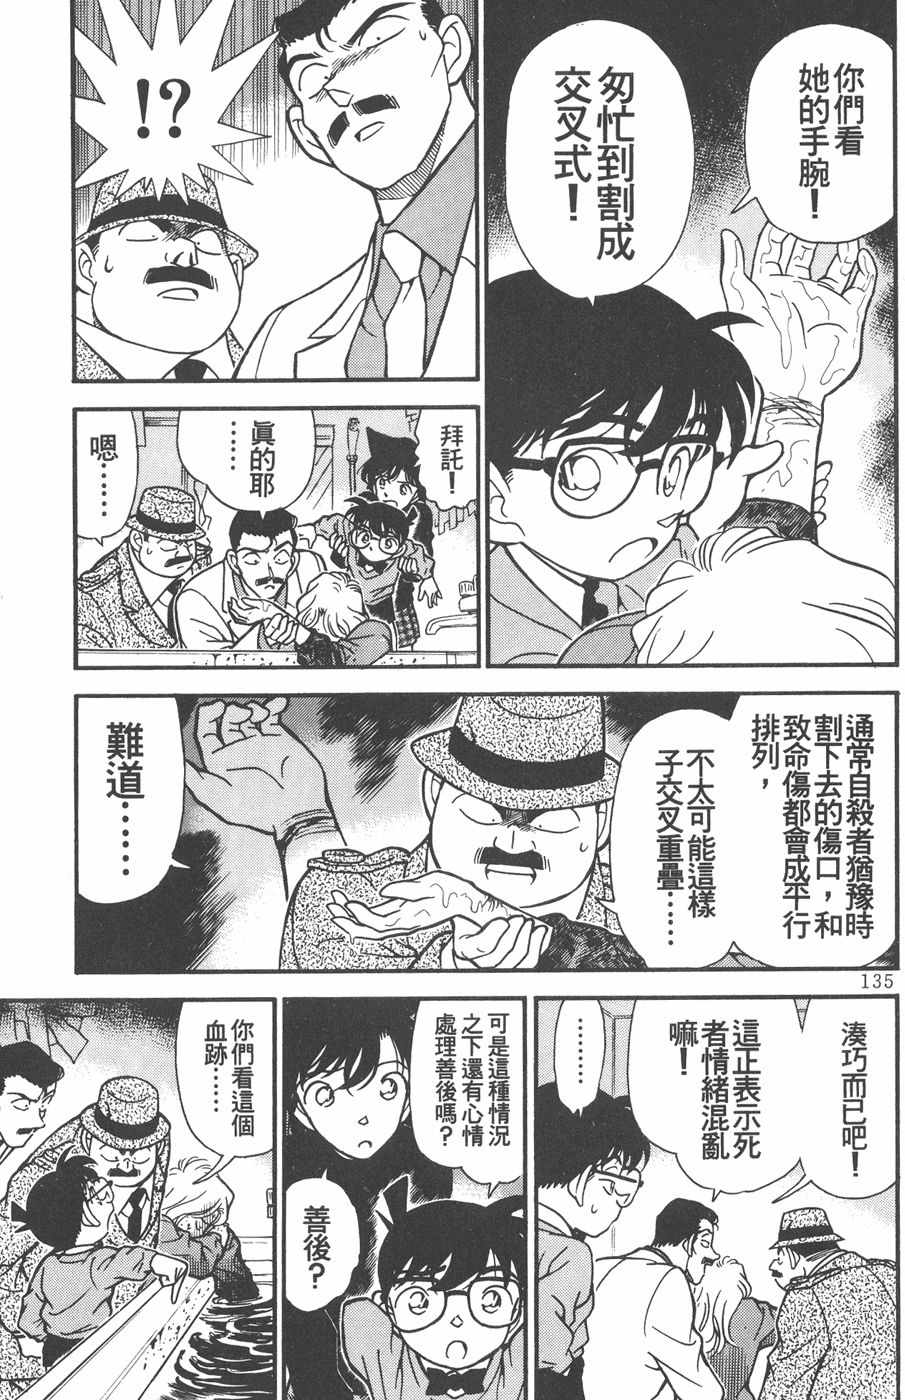 你們看
她的手腕！
匆忙到割成
交叉式！
！？
拜託！
真的耶
⋯⋯
嗯⋯⋯
通常自殺者猶豫時
割下去的傷口，和
致命傷都會成平行
排列，
不太可能這樣
子交叉重疊⋯⋯
難道⋯⋯
135
湊巧而已吧！
這正表示死
者情緒混亂
嘛！
⋯⋯
可是這種情況
之下還有心情
處理善後嗎？
善後？
你們看這個
血跡⋯⋯